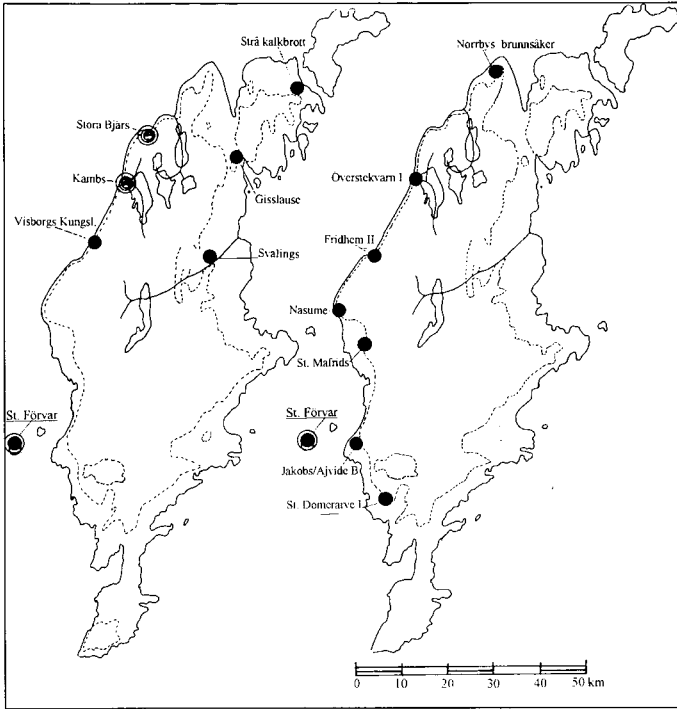 Strå kalkbrott
Stora Bjärs
Kambs
Gisslause
Visborgs Kungsl.
Svalings
St. Förvar
Norrbys brunnsåker
Överstekvarn I
Fridhem II
Nasume
St. Mafrids
St. Förvar
Jakobs/Ajvide B
St. Domerarve I
0 10 20 30 40 50 km